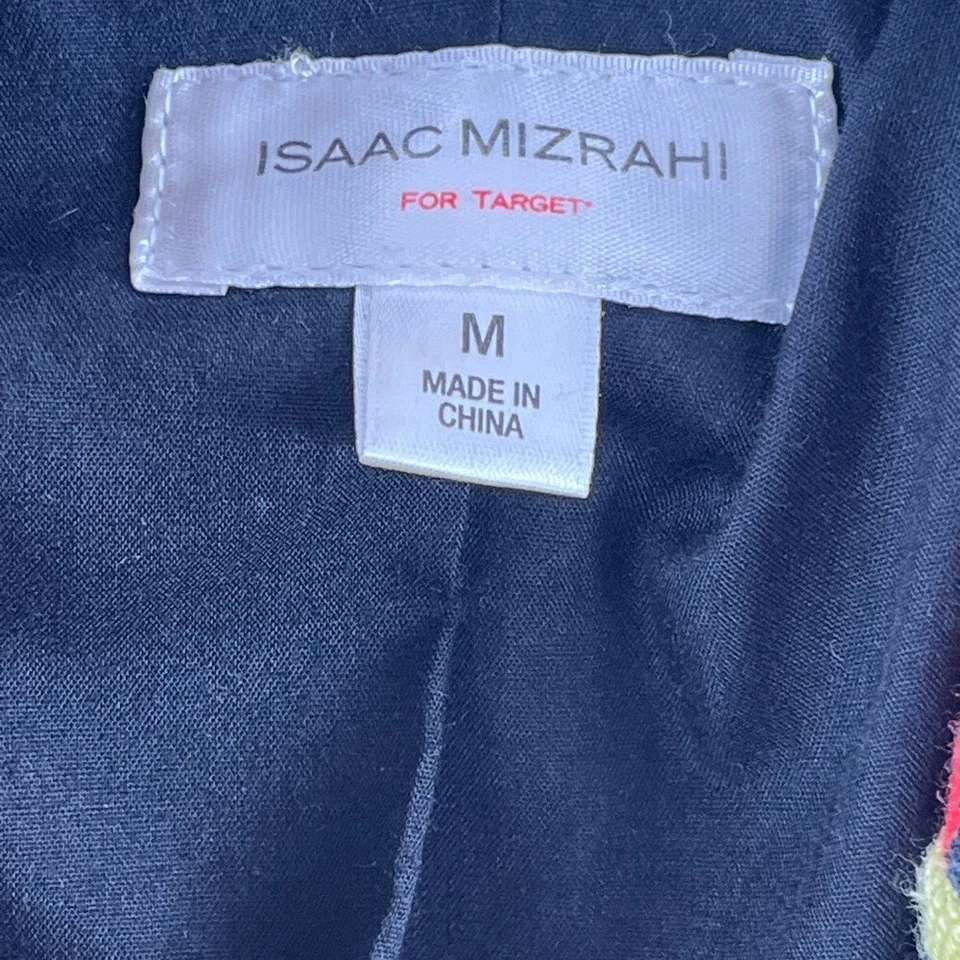 ISAAC MIZRAHI
FOR TARGET
M
MADE IN
CHINA